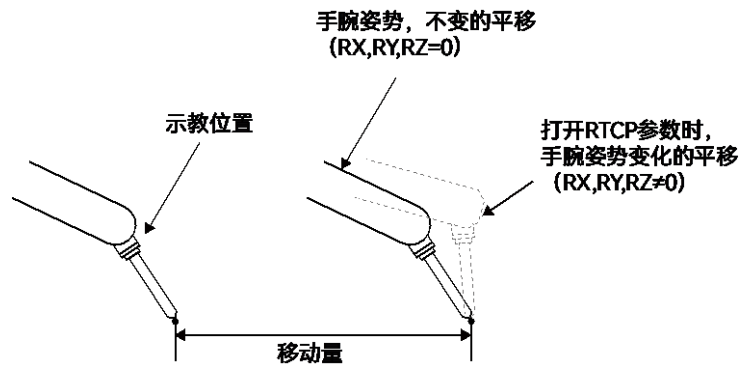 手腕姿势，不变的平移
（RX,RY,RZ=0）
示教位置
打开RTCP参数时，
手腕姿势变化的平移
（RX,RY,RZ≠0）
移动量